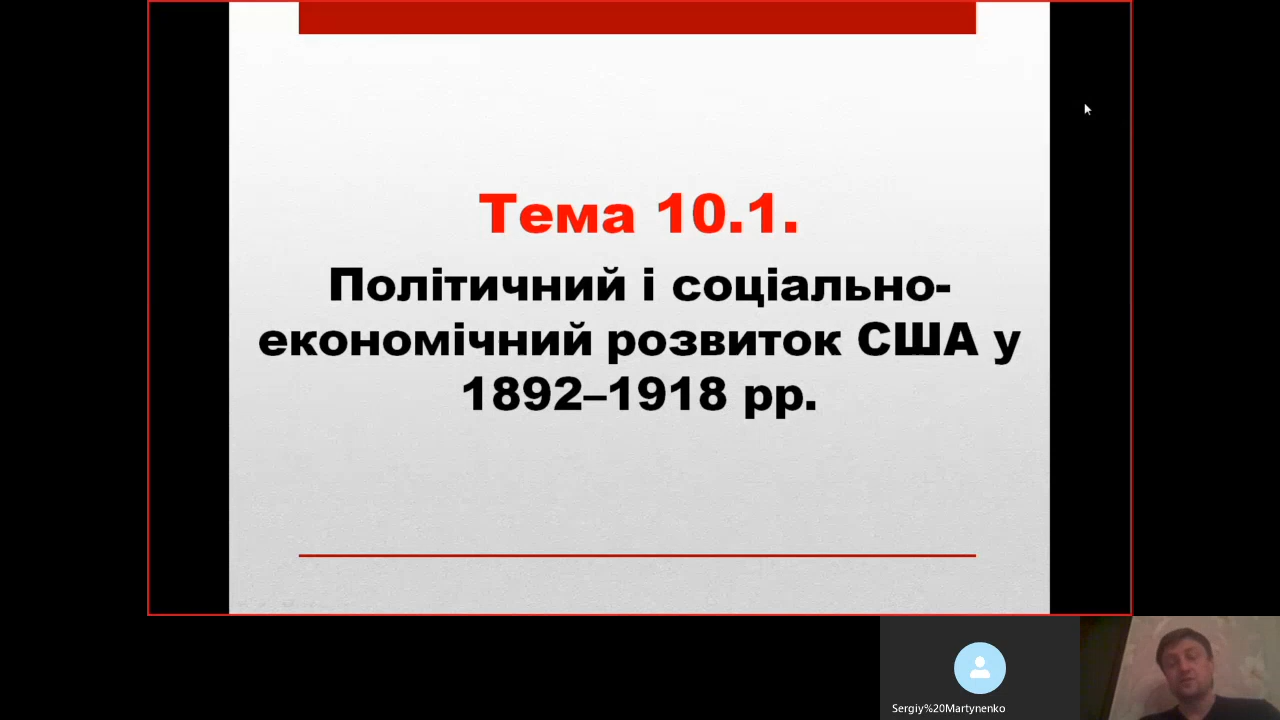 Тема 10.1.
Політичний і соціально-
економічний розвиток США у
1892–1918 рр.
Sergiy%20Martynenko